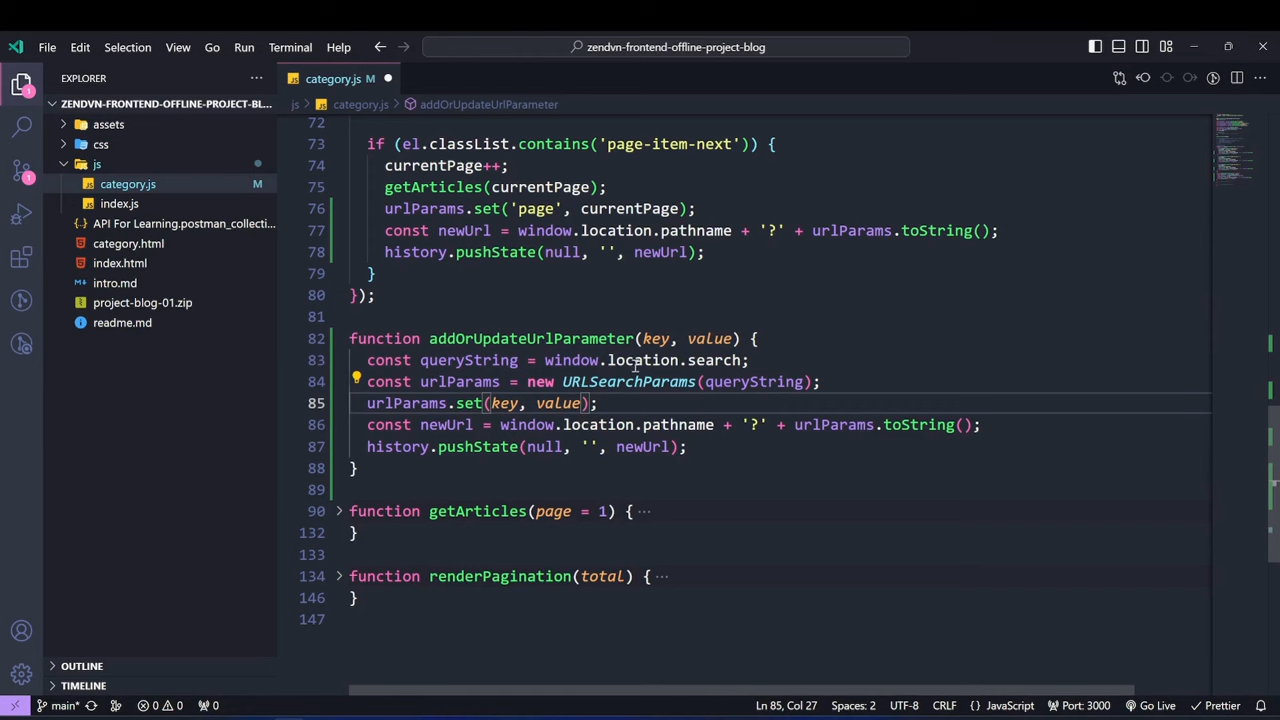 File Edit Selection View Go Run Terminal Help
zendvn-frontend-offline-project-blog
EXPLORER
ZENDVN-FRONTEND-OFFLINE-PROJECT-BL...
assets
css
js
category.js M
index.js
API For Learning.postman_collecti...
category.html
index.html
intro.md
project-blog-01.zip
readme.md
OUTLINE
TIMELINE
1
1
category.js M
js > category.js > addOrUpdateUrlParameter
72
73 if (el.classList.contains('page-item-next')) {
74 currentPage++;
75 getArticles(currentPage);
76 urlParams.set('page', currentPage);
77 const newUrl = window.location.pathname + '?' + urlParams.toString();
78 history.pushState(null, '', newUrl);
79 }
80 });
81
82 function addOrUpdateUrlParameter(key, value) {
83 const queryString = window.location.search;
84 const urlParams = new URLSearchParams(queryString);
85 urlParams.set(key, value);
86 const newUrl = window.location.pathname + '?' + urlParams.toString();
87 history.pushState(null, '', newUrl);
88 }
89
90 function getArticles(page = 1) { ...
132 }
133
134 function renderPagination(total) { ...
146 }
147
main* 0 0 0 Ln 85, Col 27 Spaces: 2 UTF-8 CRLF JavaScript Go Live Port: 3000 Prettier